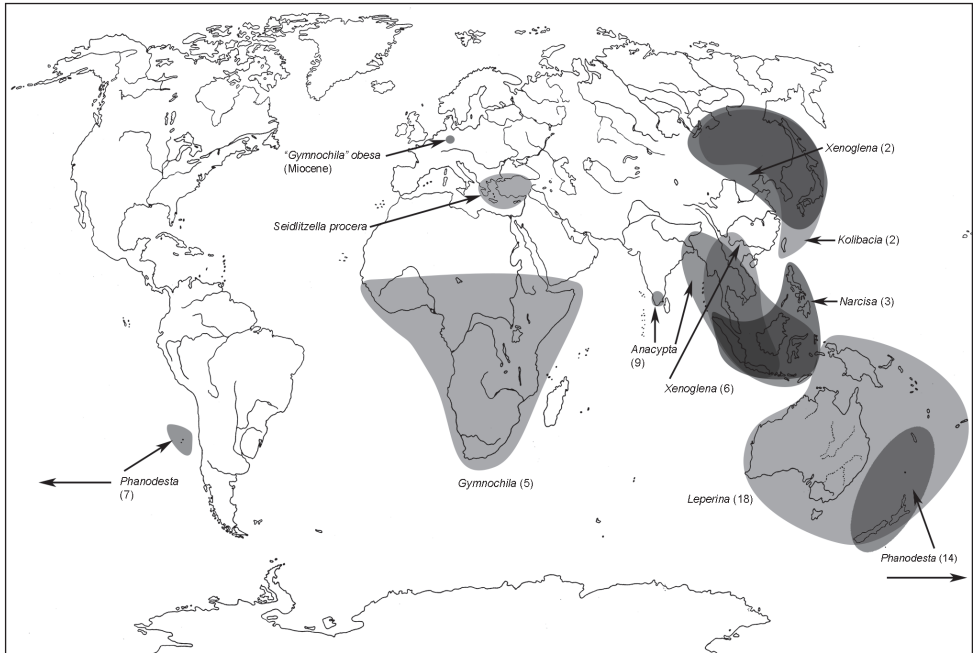 Xenoglena (2)
"Gymnochila" obesa
(Miocene)
Seidlitzella procera
Kolibacia (2)
Narcisa (3)
Anacypta
(9)
Xenoglena (6)
Phanodesta
(7)
Gymnochila (5)
Leperina (18)
Phanodesta (14)